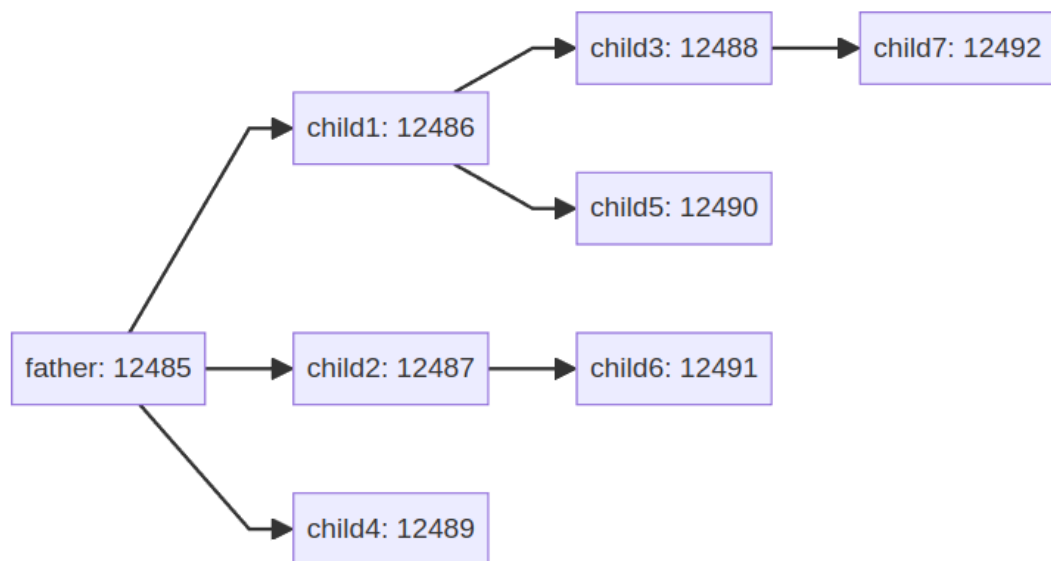 child3: 12488
child7: 12492
child1: 12486
child5: 12490
father: 12485
child2: 12487
child6: 12491
child4: 12489